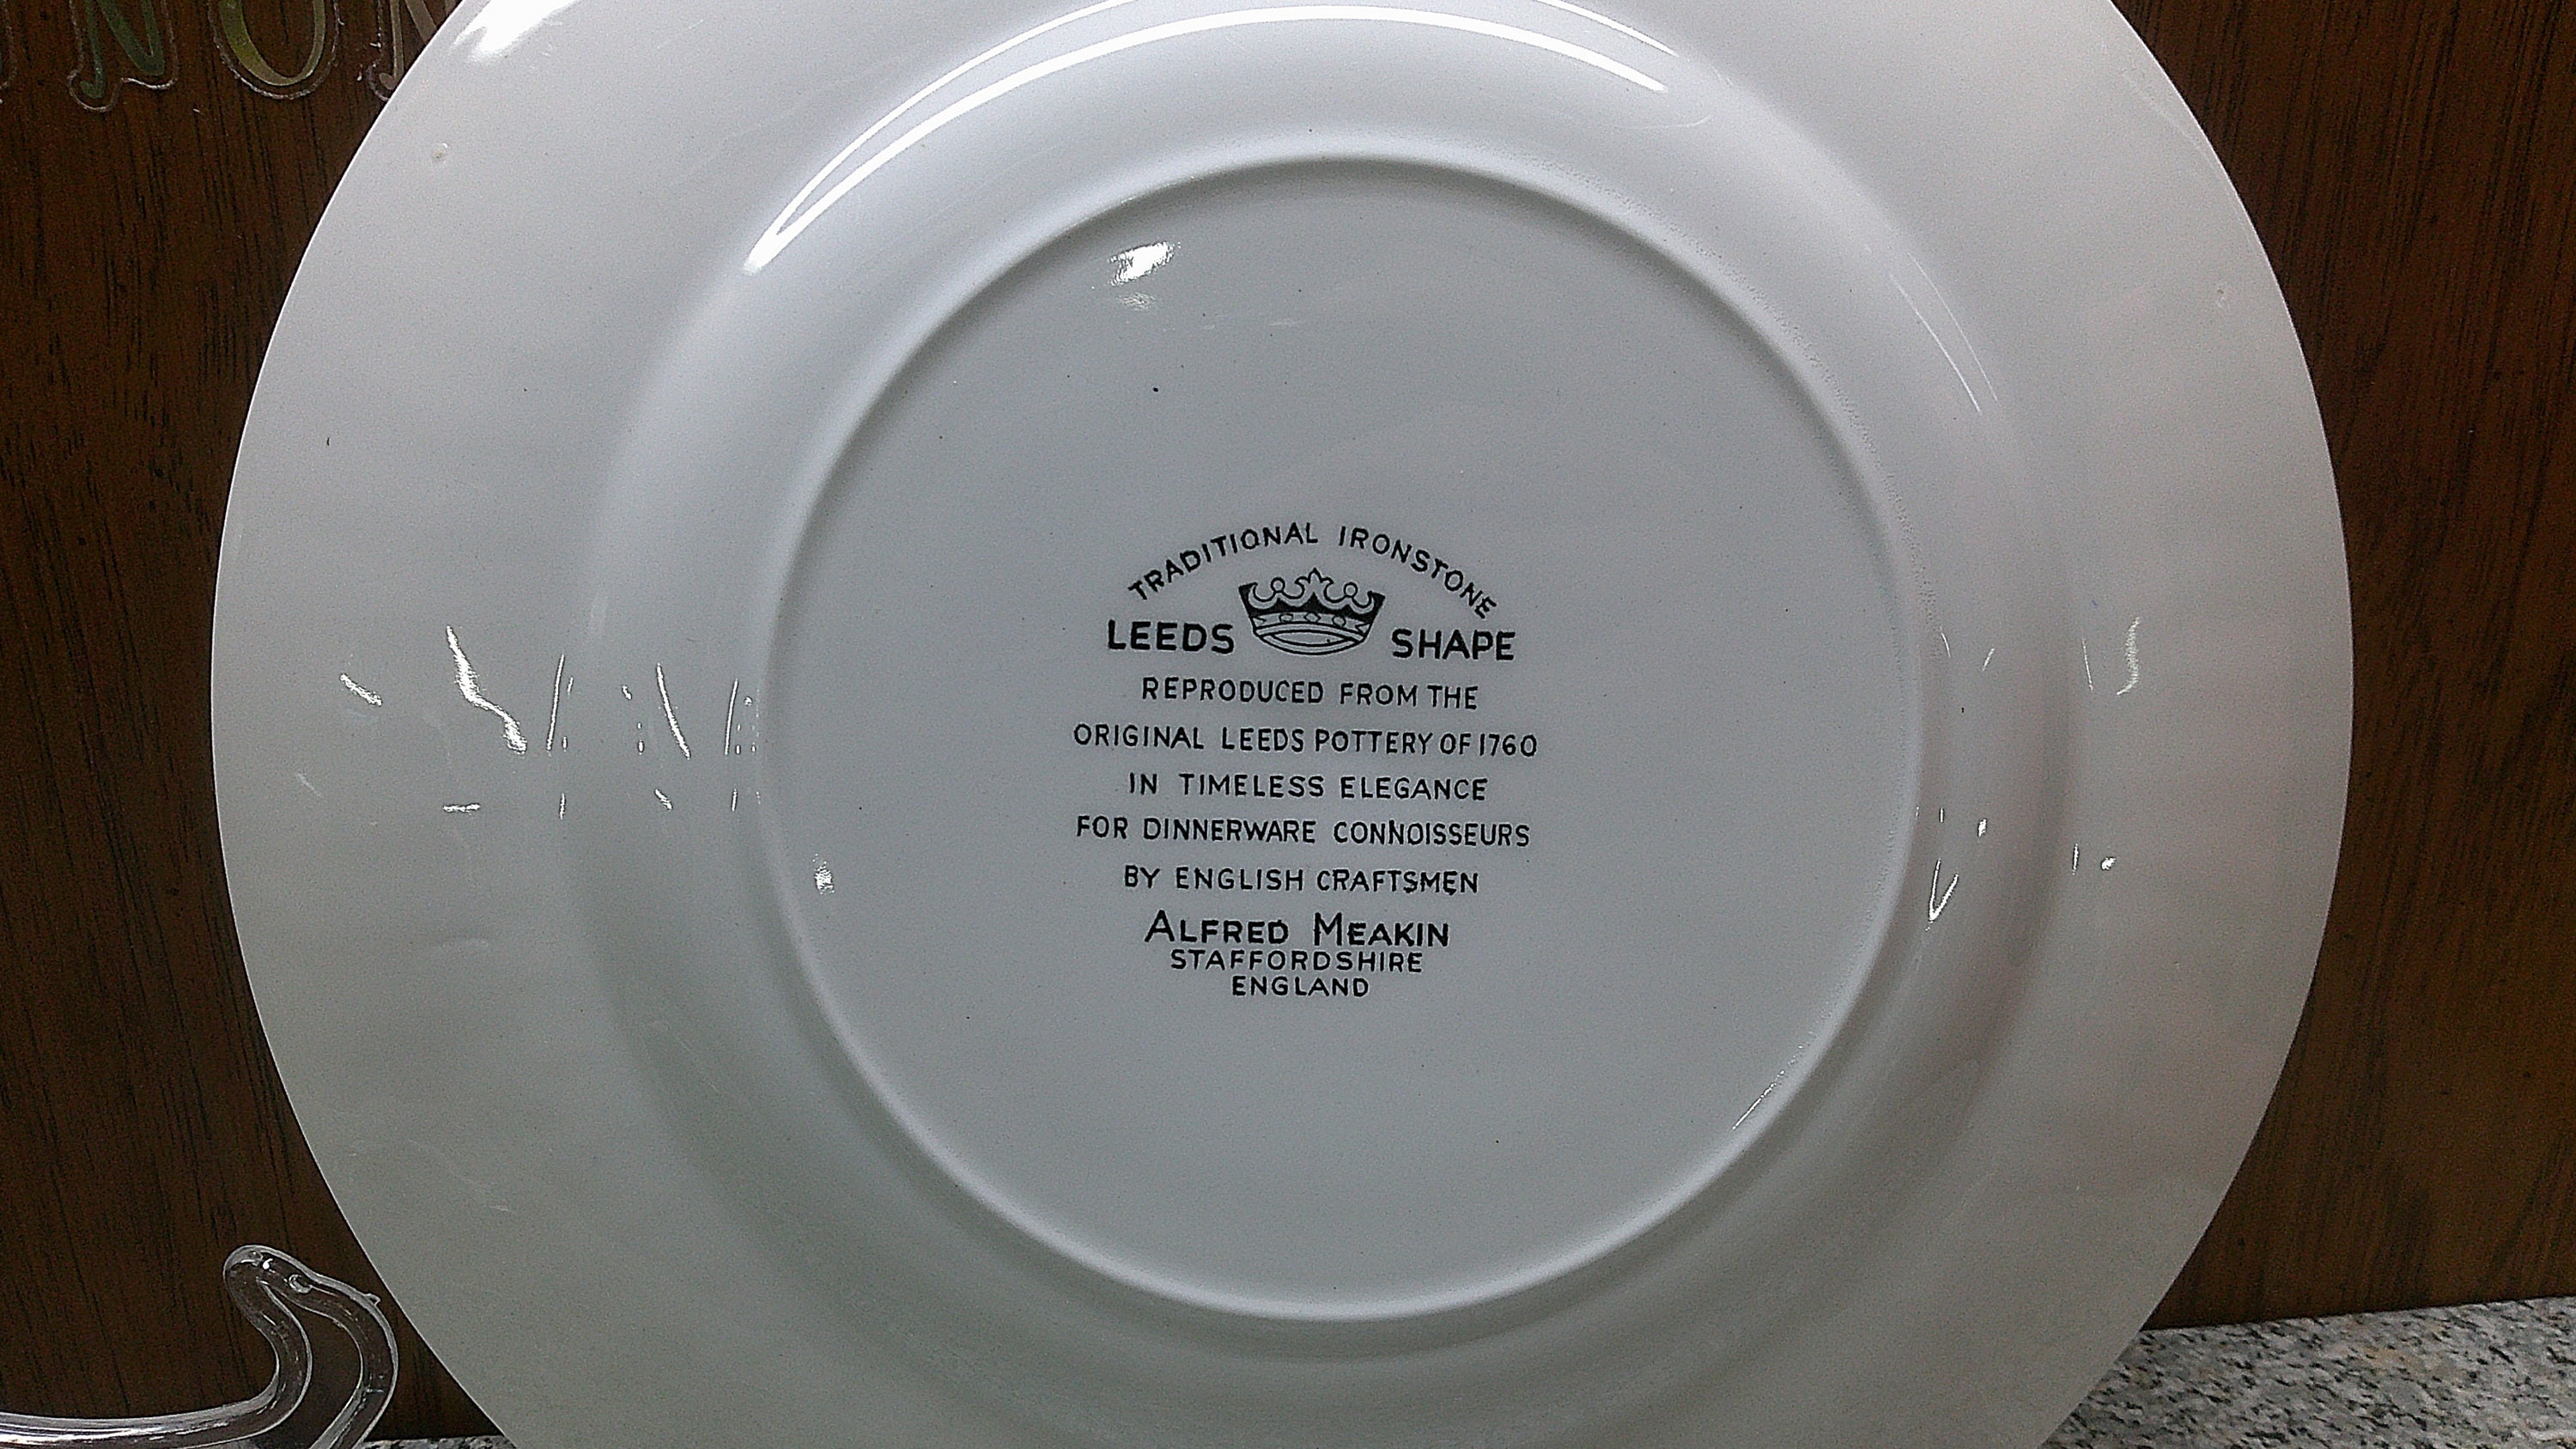 TRADITIONAL IRONSTONE
LEEDS SHAPE
REPRODUCED FROM THE
ORIGINAL LEEDS POTTERY OF 1760
IN TIMELESS ELEGANCE
FOR DINNERWARE CONNOISSEURS
BY ENGLISH CRAFTSMEN
ALFRED MEAKIN
STAFFORDSHIRE
ENGLAND